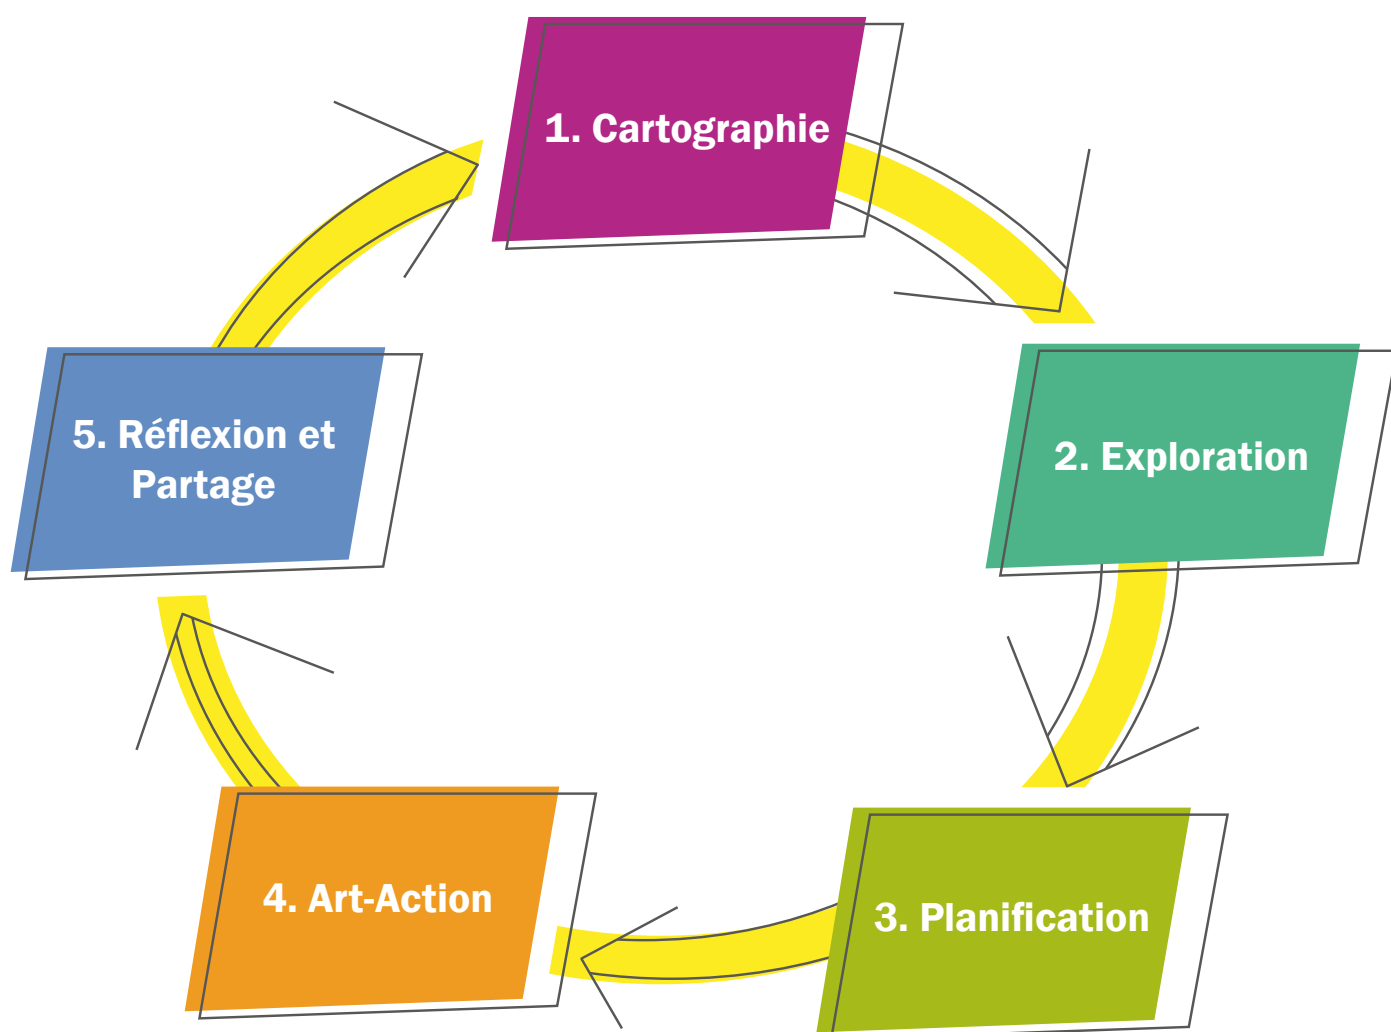 1. Cartographie
2. Exploration
3. Planification
4. Art-Action
5. Réflexion et
Partage